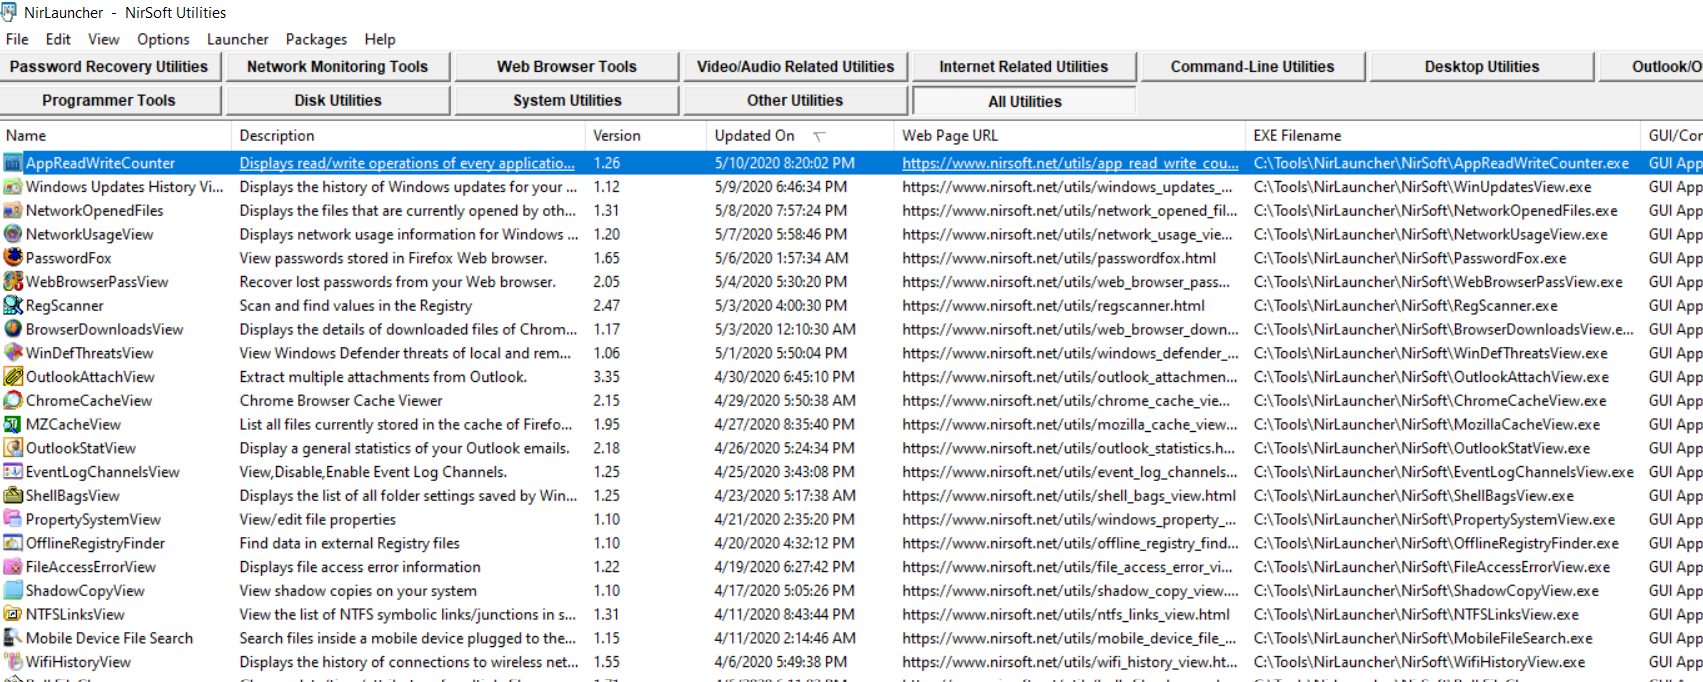 NirLauncher - NirSoft Utilities
File Edit View Options Launcher Packages Help
Password Recovery Utilities Network Monitoring Tools Web Browser Tools Video/Audio Related Utilities Internet Related Utilities Command-Line Utilities Desktop Utilities Outlook/O
Programmer Tools Disk Utilities System Utilities Other Utilities All Utilities
Name Description Version Updated On Web Page URL EXE Filename GUI/Con
AppReadWriteCounter Displays read/write operations of every applicatio... 1.26 5/10/2020 8:20:02 PM https://www.nirsoft.net/utils/app_read_write_cou... C:\Tools\NirLauncher\NirSoft\AppReadWriteCounter.exe GUI App
Windows Updates History Vi... Displays the history of Windows updates for your ... 1.12 5/9/2020 6:46:34 PM https://www.nirsoft.net/utils/windows_updates_... C:\Tools\NirLauncher\NirSoft\WinUpdatesView.exe GUI App
NetworkOpenedFiles Displays the files that are currently opened by oth... 1.31 5/8/2020 7:57:24 PM https://www.nirsoft.net/utils/network_opened_fil... C:\Tools\NirLauncher\NirSoft\NetworkOpenedFiles.exe GUI App
NetworkUsageView Displays network usage information for Windows ... 1.20 5/7/2020 5:58:46 PM https://www.nirsoft.net/utils/network_usage_vie... C:\Tools\NirLauncher\NirSoft\NetworkUsageView.exe GUI App
PasswordFox View passwords stored in Firefox Web browser. 1.65 5/6/2020 1:57:34 AM https://www.nirsoft.net/utils/passwordfox.html C:\Tools\NirLauncher\NirSoft\PasswordFox.exe GUI App
WebBrowserPassView Recover lost passwords from your Web browser. 2.05 5/4/2020 5:30:20 PM https://www.nirsoft.net/utils/web_browser_pass... C:\Tools\NirLauncher\NirSoft\WebBrowserPassView.exe GUI App
RegScanner Scan and find values in the Registry 2.47 5/3/2020 4:00:30 PM https://www.nirsoft.net/utils/regscanner.html C:\Tools\NirLauncher\NirSoft\RegScanner.exe GUI App
BrowserDownloadsView Displays the details of downloaded files of Chrom... 1.17 5/3/2020 12:10:30 AM https://www.nirsoft.net/utils/web_browser_down... C:\Tools\NirLauncher\NirSoft\BrowserDownloadsView.e... GUI App
WinDefThreatsView View Windows Defender threats of local and rem... 1.06 5/1/2020 5:50:04 PM https://www.nirsoft.net/utils/windows_defender_... C:\Tools\NirLauncher\NirSoft\WinDefThreatsView.exe GUI App
OutlookAttachView Extract multiple attachments from Outlook. 3.35 4/30/2020 6:45:10 PM https://www.nirsoft.net/utils/outlook_attachmen... C:\Tools\NirLauncher\NirSoft\OutlookAttachView.exe GUI App
ChromeCacheView Chrome Browser Cache Viewer 2.15 4/29/2020 5:50:38 AM https://www.nirsoft.net/utils/chrome_cache_vie... C:\Tools\NirLauncher\NirSoft\ChromeCacheView.exe GUI App
MZCacheView List all files currently stored in the cache of Firefo... 1.95 4/27/2020 8:35:40 PM https://www.nirsoft.net/utils/mozilla_cache_view... C:\Tools\NirLauncher\NirSoft\MozillaCacheView.exe GUI App
OutlookStatView Display a general statistics of your Outlook emails. 2.18 4/26/2020 5:24:34 PM https://www.nirsoft.net/utils/outlook_statistics.h... C:\Tools\NirLauncher\NirSoft\OutlookStatView.exe GUI App
EventLogChannelsView View,Disable,Enable Event Log Channels. 1.25 4/25/2020 3:43:08 PM https://www.nirsoft.net/utils/event_log_channels... C:\Tools\NirLauncher\NirSoft\EventLogChannelsView.exe GUI App
ShellBagsView Displays the list of all folder settings saved by Win... 1.25 4/23/2020 5:17:38 AM https://www.nirsoft.net/utils/shell_bags_view.html C:\Tools\NirLauncher\NirSoft\ShellBagsView.exe GUI App
PropertySystemView View/edit file properties 1.10 4/21/2020 2:35:20 PM https://www.nirsoft.net/utils/windows_property_... C:\Tools\NirLauncher\NirSoft\PropertySystemView.exe GUI App
OfflineRegistryFinder Find data in external Registry files 1.10 4/20/2020 4:32:12 PM https://www.nirsoft.net/utils/offline_registry_find... C:\Tools\NirLauncher\NirSoft\OfflineRegistryFinder.exe GUI App
FileAccessErrorView Displays file access error information 1.22 4/19/2020 6:27:42 PM https://www.nirsoft.net/utils/file_access_error_vi... C:\Tools\NirLauncher\NirSoft\FileAccessErrorView.exe GUI App
ShadowCopyView View shadow copies on your system 1.10 4/17/2020 5:05:26 PM https://www.nirsoft.net/utils/shadow_copy_view.... C:\Tools\NirLauncher\NirSoft\ShadowCopyView.exe GUI App
NTFSLinksView View the list of NTFS symbolic links/junctions in s... 1.31 4/11/2020 8:43:44 PM https://www.nirsoft.net/utils/ntfs_links_view.html C:\Tools\NirLauncher\NirSoft\NTFSLinksView.exe GUI App
Mobile Device File Search Search files inside a mobile device plugged to the... 1.15 4/11/2020 2:14:46 AM https://www.nirsoft.net/utils/mobile_device_file_... C:\Tools\NirLauncher\NirSoft\MobileFileSearch.exe GUI App
WifiHistoryView Displays the history of connections to wireless net... 1.55 4/6/2020 5:49:38 PM https://www.nirsoft.net/utils/wifi_history_view.ht... C:\Tools\NirLauncher\NirSoft\WifiHistoryView.exe GUI App